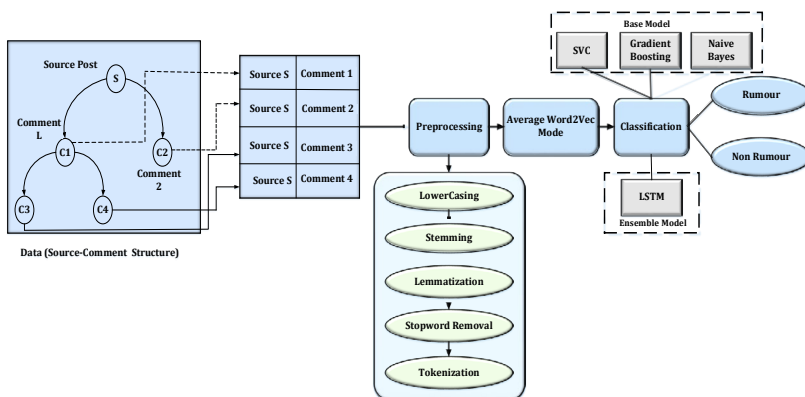 Source Post
S
Comment
L
C1
C2
Comment
2
C3
C4
Data (Source-Comment Structure)
Source S
Comment 1
Source S
Comment 2
Source S
Comment 3
Source S
Comment 4
Preprocessing
LowerCasing
Stemming
Lemmatization
Stopword Removal
Tokenization
Average Word2Vec
Mode
Base Model
SVC
Gradient
Boosting
Naive
Bayes
Classification
LSTM
Ensemble Model
Rumour
Non Rumour